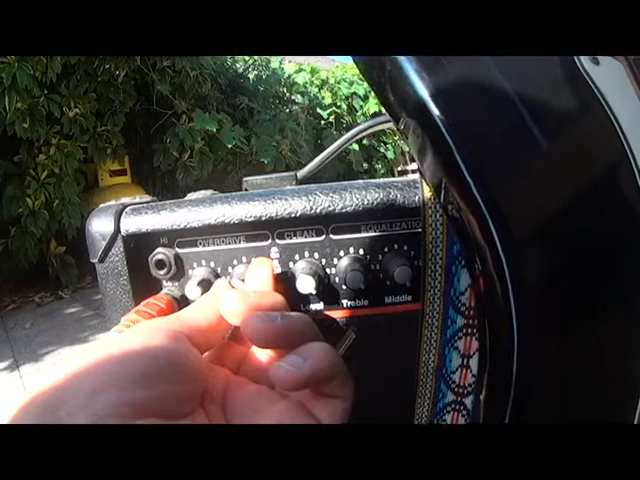 HI
OVERDRIVE
CLEAN
EQUALIZATION
Level
Treble
Middle